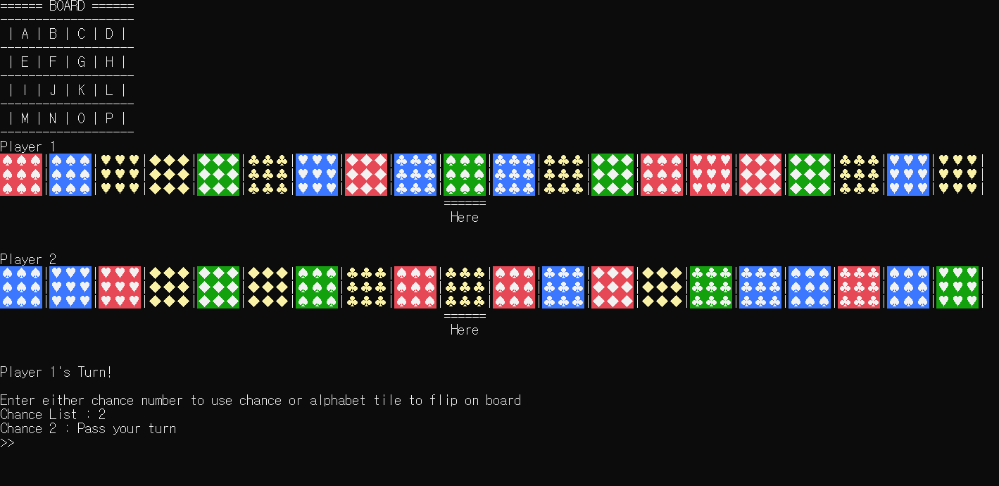 ====== BOARD ======
-------------------
| A | B | C | D |
-------------------
| E | F | G | H |
-------------------
| I | J | K | L |
-------------------
| M | N | O | P |
-------------------
Player 1
♠♠♠|♠♠♠|♥♥♥|◆◆◆|◆◆◆|♣♣♣|♥♥♥|◆◆◆|♣♣♣|♠♠♠|♣♣♣|♣♣♣|◆◆◆|♠♠♠|♥♥♥|◆◆◆|◆◆◆|♣♣♣|♥♥♥|♥♥♥|
♠♠♠|♠♠♠|♥♥♥|◆◆◆|◆◆◆|♣♣♣|♥♥♥|◆◆◆|♣♣♣|♠♠♠|♣♣♣|♣♣♣|◆◆◆|♠♠♠|♥♥♥|◆◆◆|◆◆◆|♣♣♣|♥♥♥|♥♥♥|
♠♠♠|♠♠♠|♥♥♥|◆◆◆|◆◆◆|♣♣♣|♥♥♥|◆◆◆|♣♣♣|♠♠♠|♣♣♣|♣♣♣|◆◆◆|♠♠♠|♥♥♥|◆◆◆|◆◆◆|♣♣♣|♥♥♥|♥♥♥|
======
Here
Player 2
♠♠♠|♥♥♥|♥♥♥|◆◆◆|◆◆◆|◆◆◆|♠♠♠|♣♣♣|♠♠♠|♣♣♣|♠♠♠|♣♣♣|◆◆◆|◆◆◆|♣♣♣|♣♣♣|♠♠♠|♣♣♣|♠♠♠|♥♥♥|
♠♠♠|♥♥♥|♥♥♥|◆◆◆|◆◆◆|◆◆◆|♠♠♠|♣♣♣|♠♠♠|♣♣♣|♠♠♠|♣♣♣|◆◆◆|◆◆◆|♣♣♣|♣♣♣|♠♠♠|♣♣♣|♠♠♠|♥♥♥|
♠♠♠|♥♥♥|♥♥♥|◆◆◆|◆◆◆|◆◆◆|♠♠♠|♣♣♣|♠♠♠|♣♣♣|♠♠♠|♣♣♣|◆◆◆|◆◆◆|♣♣♣|♣♣♣|♠♠♠|♣♣♣|♠♠♠|♥♥♥|
======
Here
Player 1's Turn!
Enter either chance number to use chance or alphabet tile to flip on board
Chance List : 2
Chance 2 : Pass your turn
>>